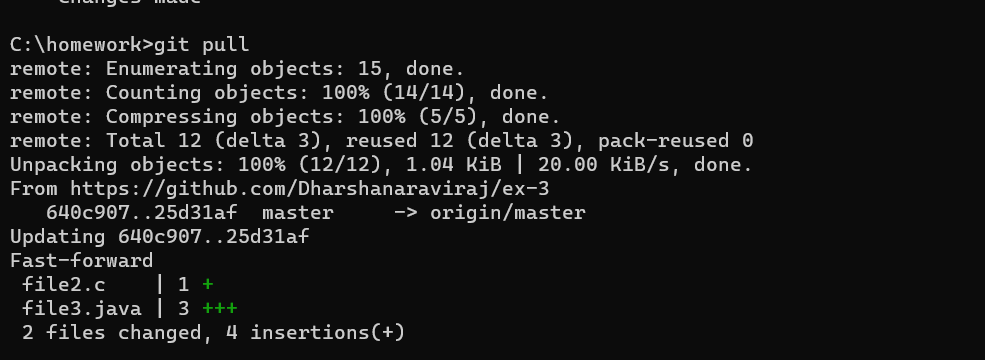 changes made
C:\homework>git pull
remote: Enumerating objects: 15, done.
remote: Counting objects: 100% (14/14), done.
remote: Compressing objects: 100% (5/5), done.
remote: Total 12 (delta 3), reused 12 (delta 3), pack-reused 0
Unpacking objects: 100% (12/12), 1.04 KiB | 20.00 KiB/s, done.
From https://github.com/Dharshanaraviraj/ex-3
   640c907..25d31af  master     -> origin/master
Updating 640c907..25d31af
Fast-forward
 file2.c    | 1 +
 file3.java | 3 +++
 2 files changed, 4 insertions(+)